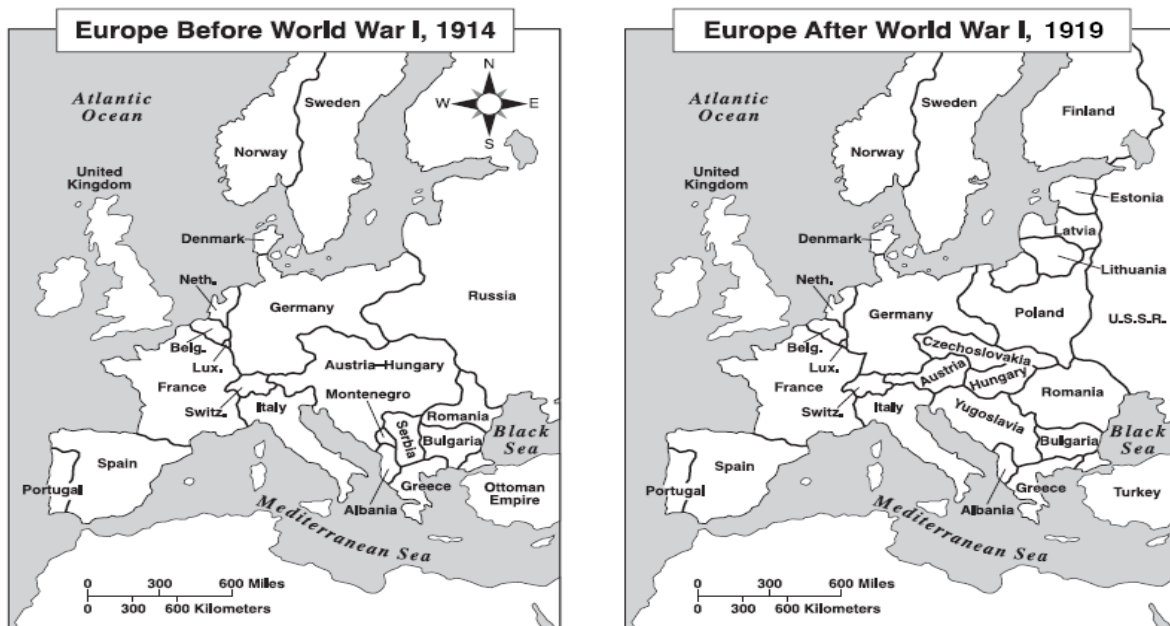 Europe Before World War I, 1914
N
W
E
S
Atlantic
Ocean
Sweden
Norway
United
Kingdom
Denmark
Neth.
Germany
Russia
Belg.
Lux.
France
Austria-Hungary
Montenegro
Switz.
Italy
Serbia
Romania
Bulgaria
Black
Sea
Spain
Portugal
Greece
Ottoman
Empire
Albania
Mediterranean Sea
0 300 600 Miles
0 300 600 Kilometers
Europe After World War I, 1919
Atlantic
Ocean
Sweden
Finland
Norway
United
Kingdom
Estonia
Latvia
Denmark
Lithuania
Neth.
Germany
Poland
U.S.S.R.
Belg.
Lux.
Czechoslovakia
France
Austria
Hungary
Switz.
Italy
Romania
Yugoslavia
Bulgaria
Black
Sea
Spain
Portugal
Greece
Turkey
Albania
Mediterranean Sea
0 300 600 Miles
0 300 600 Kilometers